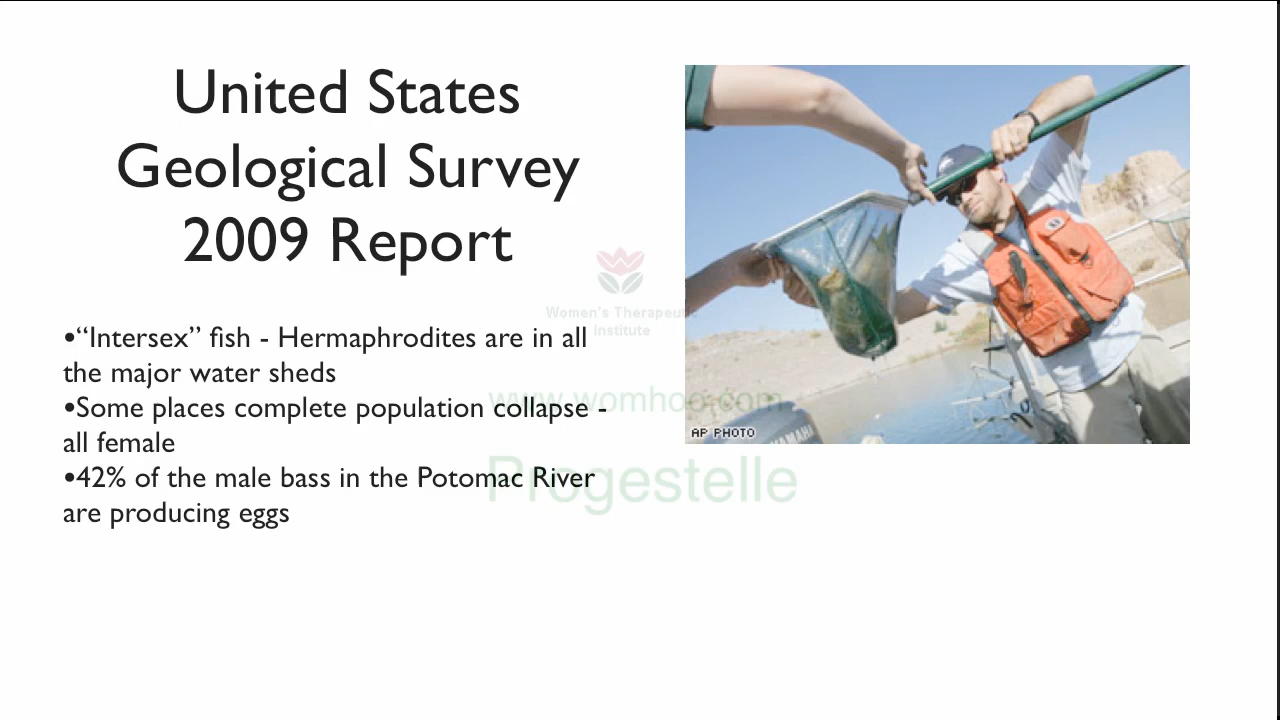 United States
Geological Survey
2009 Report
•“Intersex” fish - Hermaphrodites are in all
the major water sheds
•Some places complete population collapse -
all female
•42% of the male bass in the Potomac River
are producing eggs
Women's Therapeutic
Institute
www.womhoo.com
Progestelle
AP PHOTO
YAMAHA